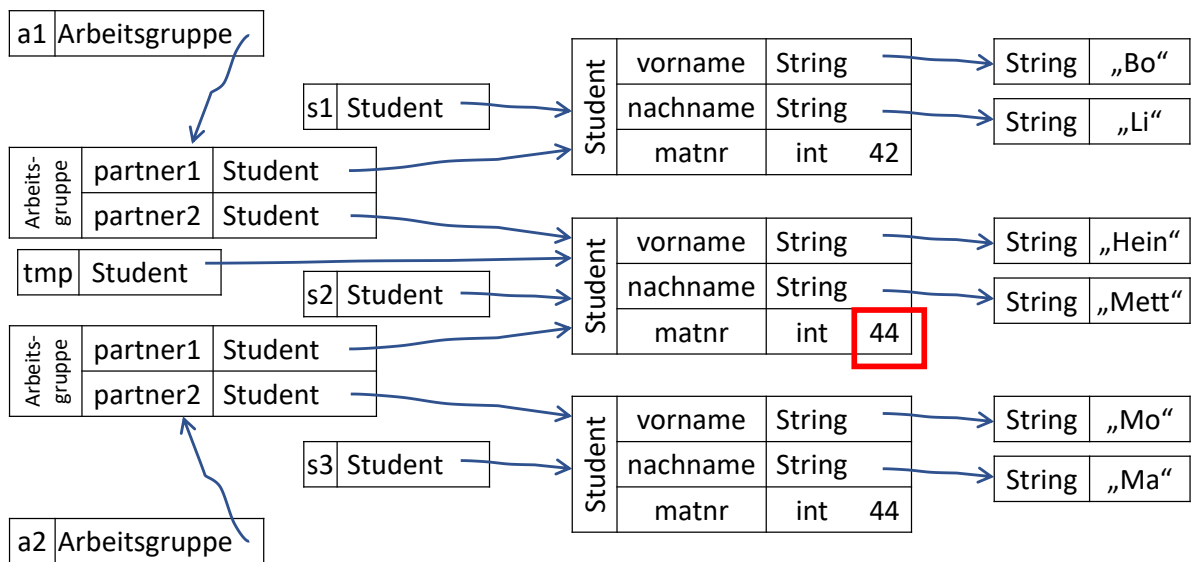 a1 Arbeitsgruppe
s1 Student
Student
vorname String
nachname String
matnr int 42
String „Bo“
String „Li“
Arbeits-
gruppe
partner1 Student
partner2 Student
tmp Student
s2 Student
Student
vorname String
nachname String
matnr int 44
String „Hein“
String „Mett“
Arbeits-
gruppe
partner1 Student
partner2 Student
s3 Student
Student
vorname String
nachname String
matnr int 44
String „Mo“
String „Ma“
a2 Arbeitsgruppe